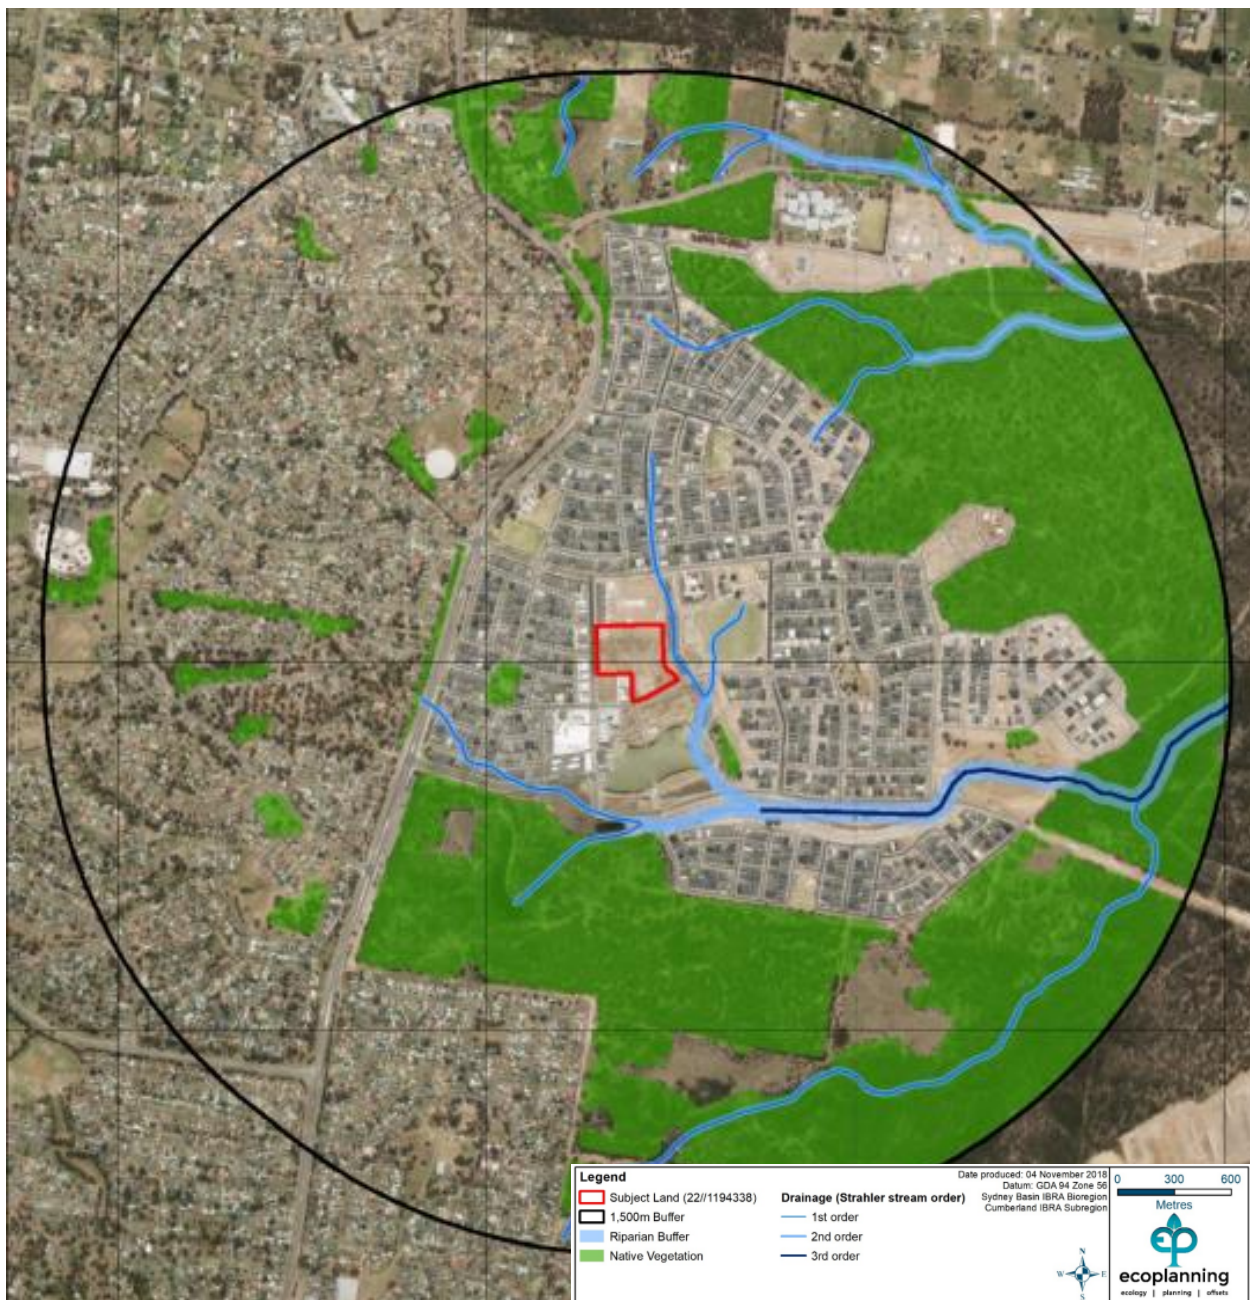 Legend
Subject Land (22//1194338)
1,500m Buffer
Riparian Buffer
Native Vegetation
Drainage (Strahler stream order)
1st order
2nd order
3rd order
Date produced: 04 November 2018
Datum: GDA 94 Zone 56
Sydney Basin IBRA Bioregion
Cumberland IBRA Subregion
N
W E
S
0 300 600
Metres
ep
ecoplanning
ecology | planning | offsets